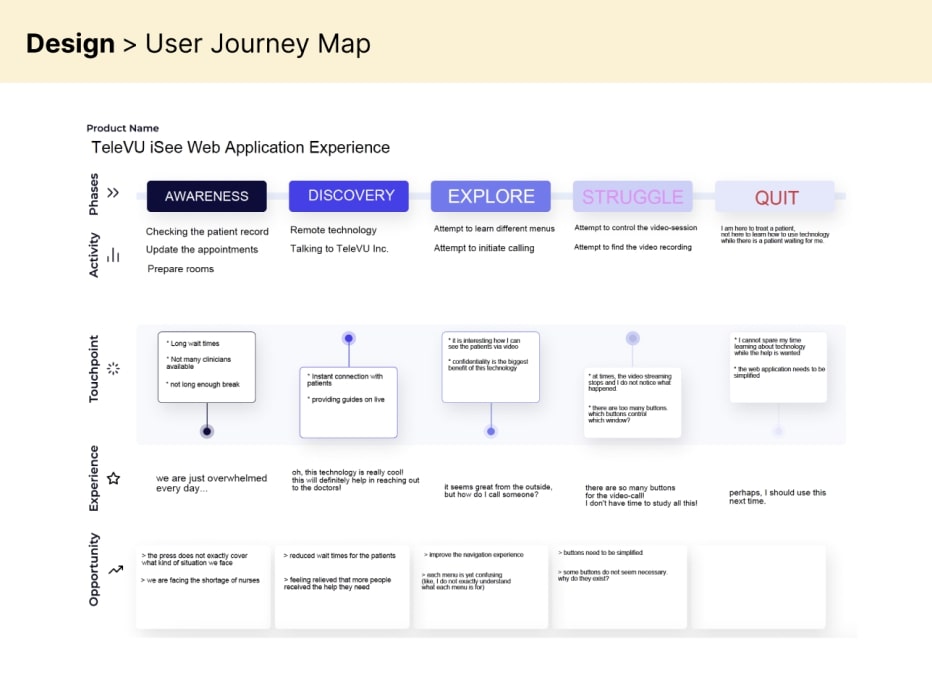 Design > User Journey Map
Product Name
TeleVU iSee Web Application Experience
Phases
AWARENESS
DISCOVERY
EXPLORE
STRUGGLE
QUIT
Activity
Checking the patient record
Update the appointments
Prepare rooms
Remote technology
Talking to TeleVU Inc.
Attempt to learn different menus
Attempt to initiate calling
Attempt to control the video-session
Attempt to find the video recording
I am here to treat a patient,
not here to learn how to use technology
while there is a patient waiting for me.
Touchpoint
* Long wait times
* Not many clinicians
available
* not long enough break
* Instant connection with
patients
* providing guides on live
* it is interesting how I can
see the patients via video
* confidentiality is the biggest
benefit of this technology
* at times, the video streaming
stops and I do not notice what
happened
* there are too many buttons
which buttons control
which window?
* I cannot spare my time
learning about technology
while the help is wanted
* the web application needs to be
simplified
Experience
we are just overwhelmed
every day...
oh, this technology is really cool!
this will definitely help in reaching out
to the doctors!
it seems great from the outside,
but how do I call someone?
there are so many buttons
for the video-call!
I don't have time to study all this!
perhaps, I should use this
next time.
Opportunity
> the press does not exactly cover
what kind of situation we face
> we are facing the shortage of nurses
> reduced wait times for the patients
> feeling relieved that more people
received the help they need
> improve the navigation experience
> each menu is yet confusing
(like, I do not exactly understand
what each menu is for)
> buttons need to be simplified
> some buttons do not seem necessary.
why do they exist?